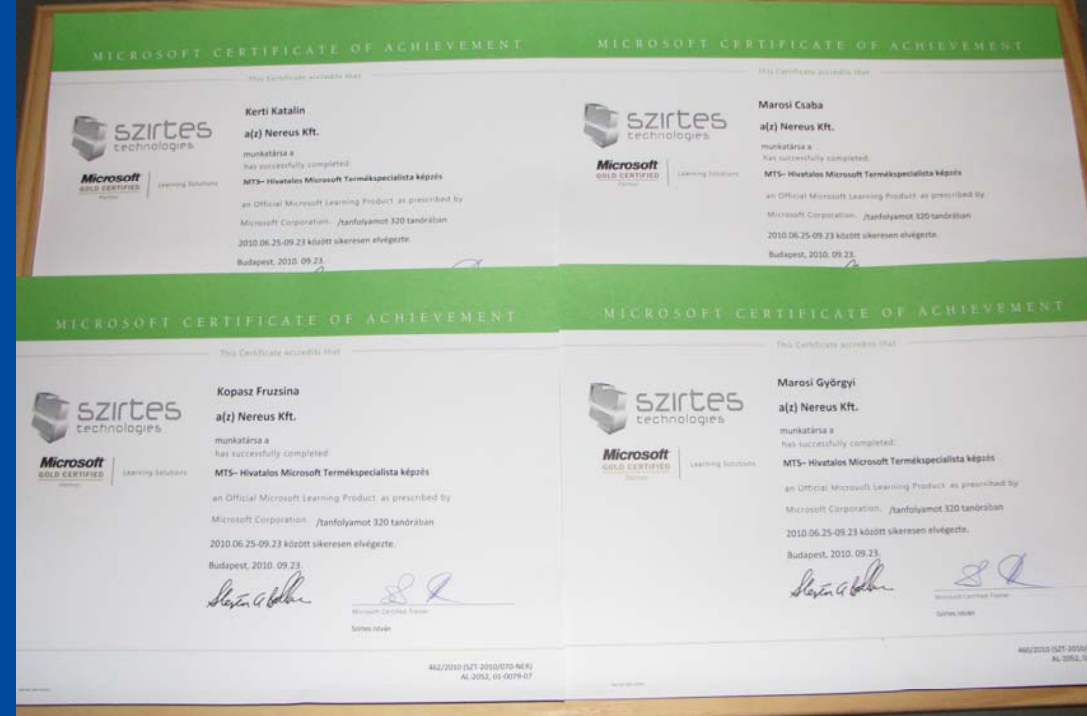 MICROSOFT CERTIFICATE OF ACHIEVEMENT
This Certificate accredits that
szirtes
technologies
Microsoft
GOLD CERTIFIED
Partner
Learning Solutions
Kerti Katalin
a(z) Nereus Kft.
munkatársa a
has successfully completed:
MTS– Hivatalos Microsoft Termékspecialista képzés
an Official Microsoft Learning Product as prescribed by
Microsoft Corporation. /tanfolyamot 320 tanórában
2010.06.25-09.23 között sikeresen elvégezte.
Budapest, 2010. 09.23.
MICROSOFT CERTIFICATE OF ACHIEVEMENT
This Certificate accredits that
szirtes
technologies
Microsoft
GOLD CERTIFIED
Partner
Learning Solutions
Marosi Csaba
a(z) Nereus Kft.
munkatársa a
has successfully completed:
MTS– Hivatalos Microsoft Termékspecialista képzés
an Official Microsoft Learning Product as prescribed by
Microsoft Corporation. /tanfolyamot 320 tanórában
2010.06.25-09.23 között sikeresen elvégezte.
Budapest, 2010. 09.23.
MICROSOFT CERTIFICATE OF ACHIEVEMENT
This Certificate accredits that
szirtes
technologies
Microsoft
GOLD CERTIFIED
Partner
Learning Solutions
Kopasz Fruzsina
a(z) Nereus Kft.
munkatársa a
has successfully completed:
MTS– Hivatalos Microsoft Termékspecialista képzés
an Official Microsoft Learning Product as prescribed by
Microsoft Corporation. /tanfolyamot 320 tanórában
2010.06.25-09.23 között sikeresen elvégezte.
Budapest, 2010. 09.23.
Microsoft Certified Trainer
Szirtes István
462/2010 (SZT-2010/070-NER)
AL-2052, 01-0079-07
MICROSOFT CERTIFICATE OF ACHIEVEMENT
This Certificate accredits that
szirtes
technologies
Microsoft
GOLD CERTIFIED
Partner
Learning Solutions
Marosi Györgyi
a(z) Nereus Kft.
munkatársa a
has successfully completed:
MTS– Hivatalos Microsoft Termékspecialista képzés
an Official Microsoft Learning Product as prescribed by
Microsoft Corporation. /tanfolyamot 320 tanórában
2010.06.25-09.23 között sikeresen elvégezte.
Budapest, 2010. 09.23.
Microsoft Certified Trainer
Szirtes István
460/2010 (SZT-2010/
AL-2052, 0